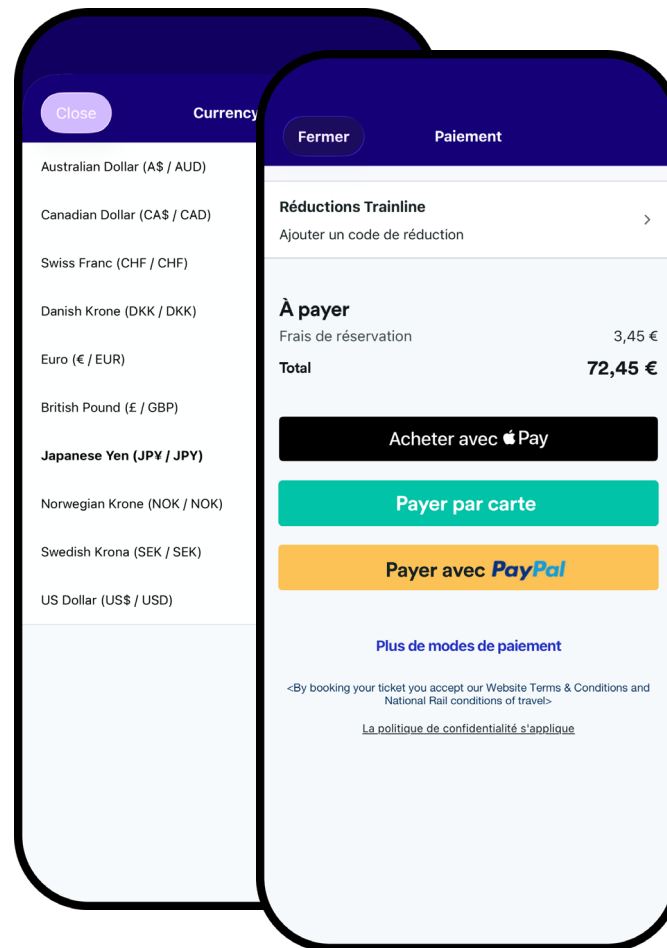 Close
Currency
Australian Dollar (A$ / AUD)
Canadian Dollar (CA$ / CAD)
Swiss Franc (CHF / CHF)
Danish Krone (DKK / DKK)
Euro (€ / EUR)
British Pound (£ / GBP)
Japanese Yen (JP¥ / JPY)
Norwegian Krone (NOK / NOK)
Swedish Krona (SEK / SEK)
US Dollar (US$ / USD)
Fermer
Paiement
Réductions Trainline
Ajouter un code de réduction
À payer
Frais de réservation 3,45 €
Total 72,45 €
Acheter avec Pay
Payer par carte
Payer avec PayPal
Plus de modes de paiement
<By booking your ticket you accept our Website Terms & Conditions and
National Rail conditions of travel>
La politique de confidentialité s'applique